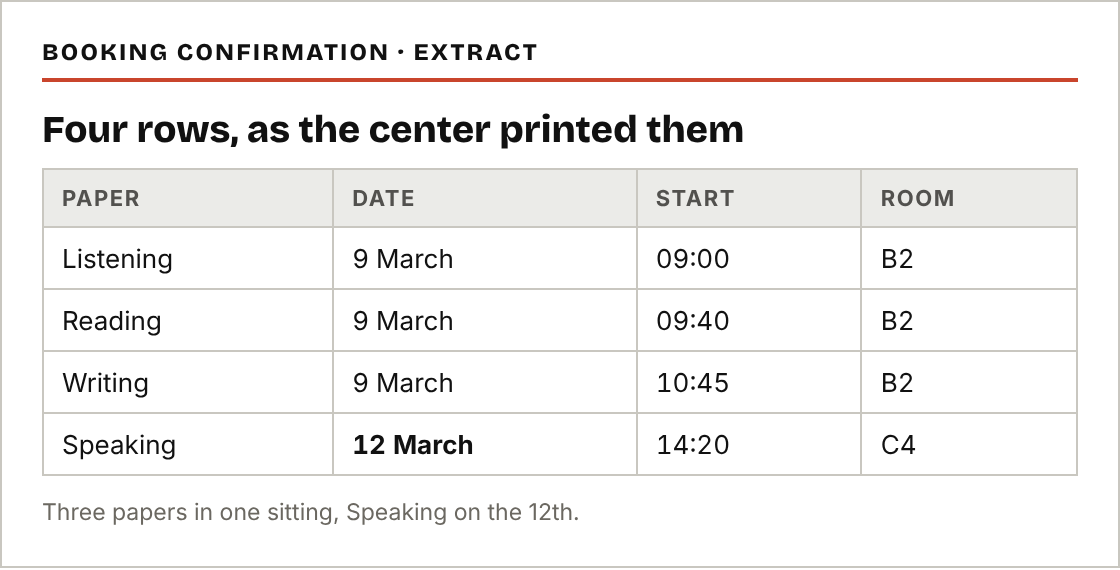 BOOKING CONFIRMATION · EXTRACT
Four rows, as the center printed them
PAPER DATE START ROOM
Listening 9 March 09:00 B2
Reading 9 March 09:40 B2
Writing 9 March 10:45 B2
Speaking 12 March 14:20 C4
Three papers in one sitting, Speaking on the 12th.